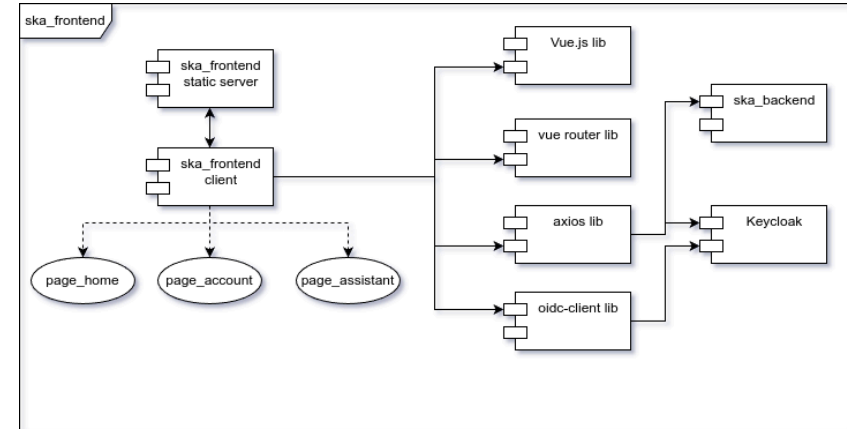 ska_frontend
ska_frontend
static server
ska_frontend
client
page_home
page_account
page_assistant
Vue.js lib
vue router lib
axios lib
oidc-client lib
ska_backend
Keycloak